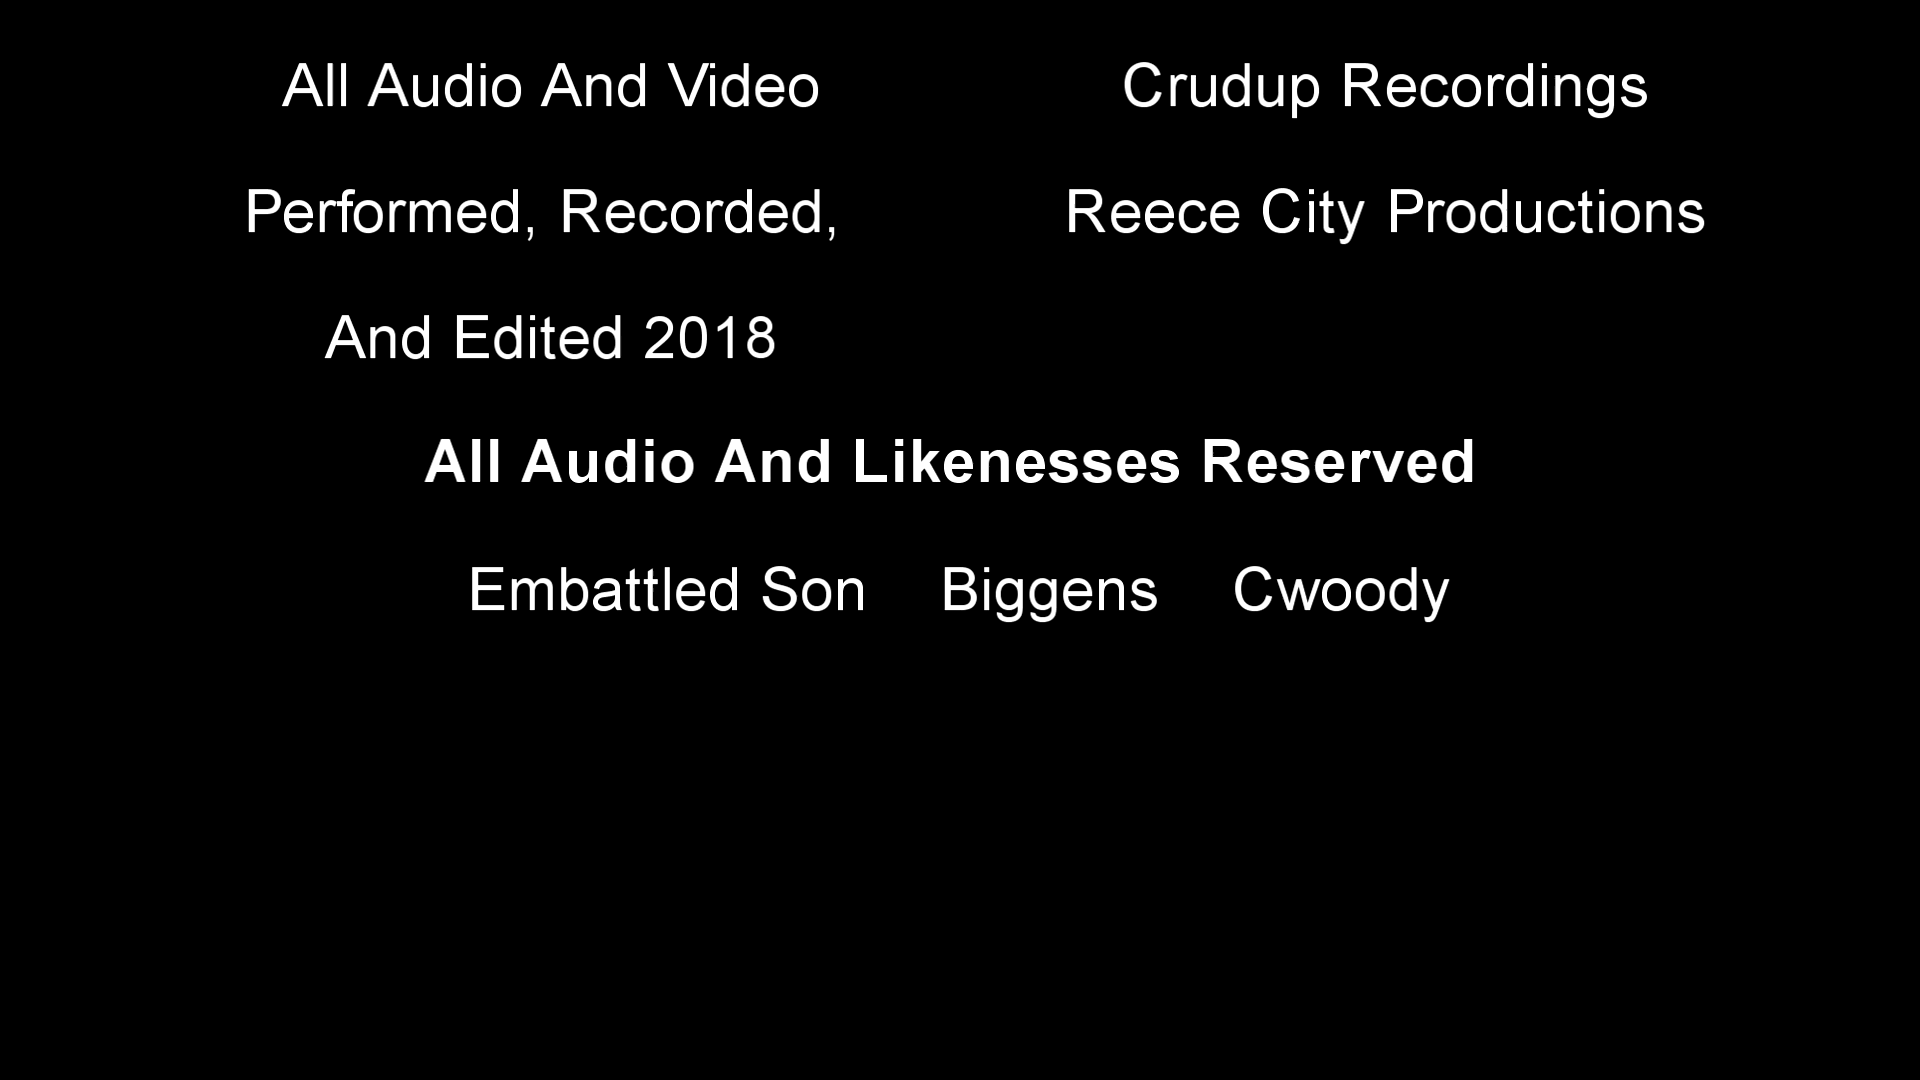 All Audio And Video
Performed, Recorded,
And Edited 2018
Crudup Recordings
Reece City Productions
All Audio And Likenesses Reserved
Embattled Son Biggens Cwoody